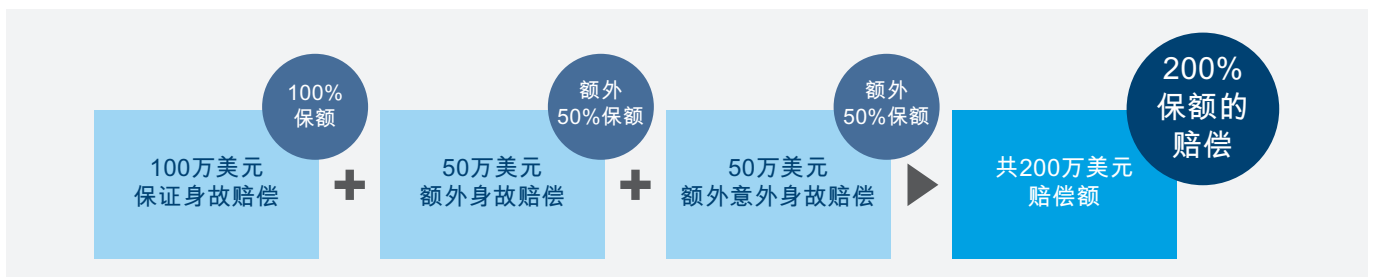 100%
保额
100万美元
保证身故赔偿
额外
50%保额
50万美元
额外身故赔偿
额外
50%保额
50万美元
额外意外身故赔偿
200%
保额的
赔偿
共200万美元
赔偿额